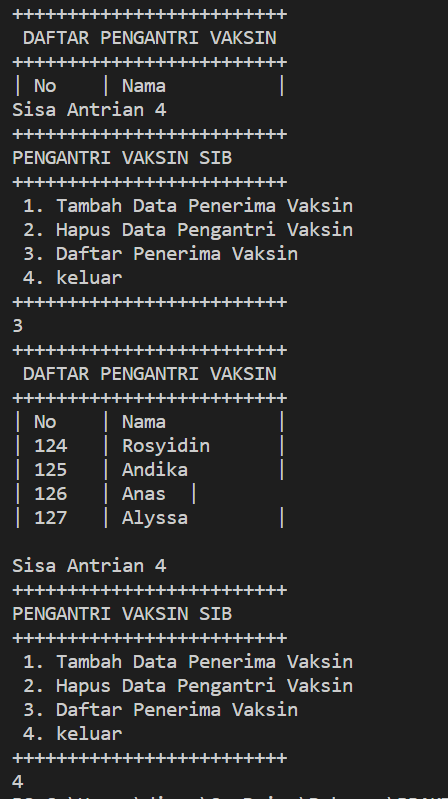 +++++++++++++++++++++++++
DAFTAR PENGANTRI VAKSIN
+++++++++++++++++++++++++
| No    | Nama          |
Sisa Antrian 4
+++++++++++++++++++++++++
PENGANTRI VAKSIN SIB
+++++++++++++++++++++++++
1. Tambah Data Penerima Vaksin
2. Hapus Data Pengantri Vaksin
3. Daftar Penerima Vaksin
4. keluar
+++++++++++++++++++++++++
3
+++++++++++++++++++++++++
DAFTAR PENGANTRI VAKSIN
+++++++++++++++++++++++++
| No    | Nama          |
| 124   | Rosyidin      |
| 125   | Andika        |
| 126   | Anas  |
| 127   | Alyssa        |
Sisa Antrian 4
+++++++++++++++++++++++++
PENGANTRI VAKSIN SIB
+++++++++++++++++++++++++
1. Tambah Data Penerima Vaksin
2. Hapus Data Pengantri Vaksin
3. Daftar Penerima Vaksin
4. keluar
+++++++++++++++++++++++++
4